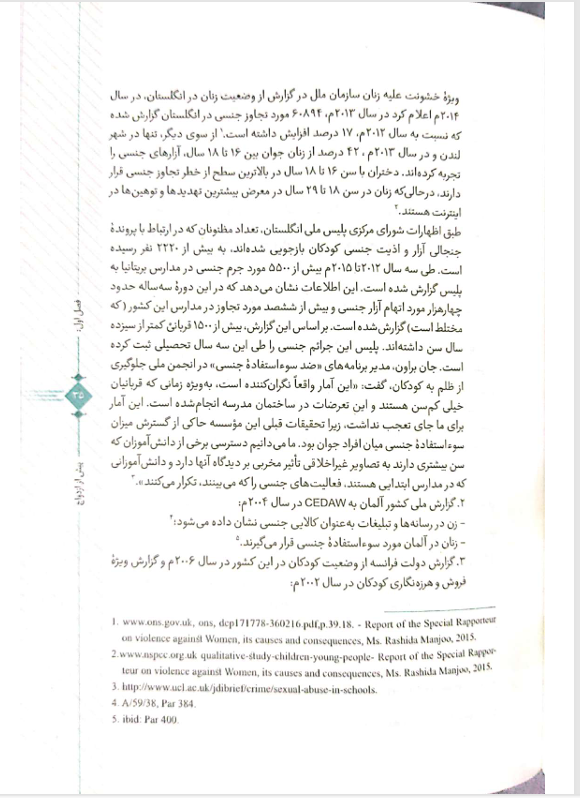 ویژهٔ خشونت علیه زنان سازمان ملل در گزارش از وضعیت زنان در انگلستان، در سال
۲۰۱۴م اعلام کرد در سال ۲۰۱۳م، ۶۰۸۹۴ مورد تجاوز جنسی در انگلستان گزارش شده
که نسبت به سال ۲۰۱۲م، ۱۷ درصد افزایش داشته است.۱ از سوی دیگر، تنها در شهر
لندن و در سال ۲۰۱۳م ، ۴۲ درصد از زنان جوان بین ۱۶ تا ۱۸ سال، آزارهای جنسی را
تجربه کرده‌اند. دختران با سن ۱۶ تا ۱۸ سال در بالاترین سطح از خطر تجاوز جنسی قرار
دارند، درحالی‌که زنان در سن ۱۸ تا ۲۹ سال در معرض بیشترین تهدیدها و توهین‌ها در
اینترنت هستند.۲
طبق اظهارات شورای مرکزی پلیس ملی انگلستان، تعداد مظنونان که در ارتباط با پروندهٔ
جنجالی آزار و اذیت جنسی کودکان بازجویی شده‌اند، به بیش از ۲۲۲۰ نفر رسیده
است. طی سه سال ۲۰۱۲ تا ۲۰۱۵م بیش از ۵۵۰۰ مورد جرم جنسی در مدارس بریتانیا به
پلیس گزارش شده است. این اطلاعات نشان می‌دهد که در این دورهٔ سه‌ساله حدود
چهارهزار مورد اتهام آزار جنسی و بیش از ششصد مورد تجاوز در مدارس این کشور (که
مختلط است) گزارش شده است. بر اساس این گزارش، بیش از ۱۵۰۰ قربانی کمتر از سیزده
سال سن داشته‌اند. پلیس این جرائم جنسی را طی این سه سال تحصیلی ثبت کرده
است. جان براون، مدیر برنامه‌های «ضد سوءاستفادهٔ جنسی» در انجمن ملی جلوگیری
از ظلم به کودکان، گفت: «این آمار واقعاً نگران‌کننده است، به‌ویژه زمانی که قربانیان
خیلی کم‌سن هستند و این تعرضات در ساختمان مدرسه انجام‌شده است. این آمار
برای ما جای تعجب نداشت، زیرا تحقیقات قبلی این مؤسسه حاکی از گسترش میزان
سوءاستفادهٔ جنسی میان افراد جوان بود. ما می‌دانیم دسترسی برخی از دانش‌آموزان که
سن بیشتری دارند به تصاویر غیراخلاقی تأثیر مخربی بر دیدگاه آنها دارد و دانش‌آموزانی
که در مدارس ابتدایی هستند، فعالیت‌های جنسی را که می‌بینند، تکرار می‌کنند».۳
۲. گزارش ملی کشور آلمان به CEDAW در سال ۲۰۰۴م:
- زن در رسانه‌ها و تبلیغات به‌عنوان کالایی جنسی نشان داده می‌شود؛۴
- زنان در آلمان مورد سوءاستفادهٔ جنسی قرار می‌گیرند.۵
۳. گزارش دولت فرانسه از وضعیت کودکان در این کشور در سال ۲۰۰۶م و گزارش ویژهٔ
فروش و هرزه‌نگاری کودکان در سال ۲۰۰۲م:
1. www.ons.gov.uk, ons, dcp171778-360216.pdf,p.39.18. - Report of the Special Rapporteur
on violence against Women, its causes and consequences, Ms. Rashida Manjoo, 2015.
2.www.nspcc.org.uk qualitative-study-children-young-people- Report of the Special Rappor-
teur on violence against Women, its causes and consequences, Ms. Rashida Manjoo, 2015.
3. http://www.ucl.ac.uk/jdibrief/crime/sexual-abuse-in-schools.
4. A/59/38, Par 384.
5. ibid: Par 400.
فصل اول:
۳۵
پیش از ازدواج